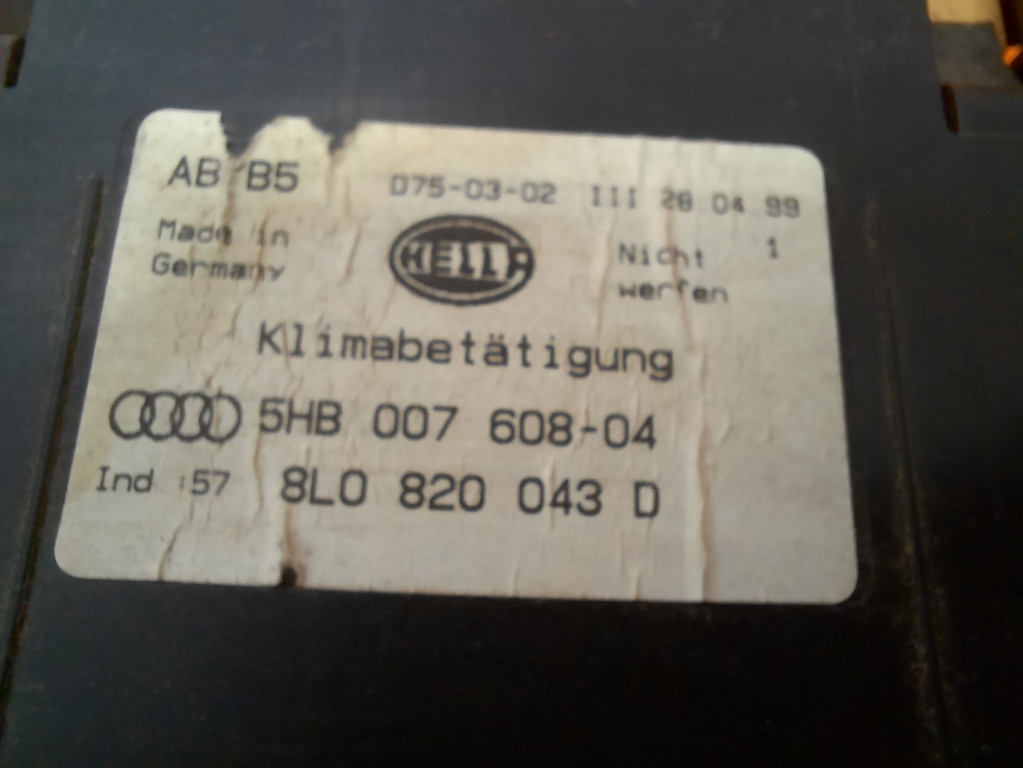 AB B5 D75-03-02 III 28 04 99
Made in
Germany
HELLA
Nicht 1
werfen
Klimabetätigung
5HB 007 608-04
Ind :57 8L0 820 043 D